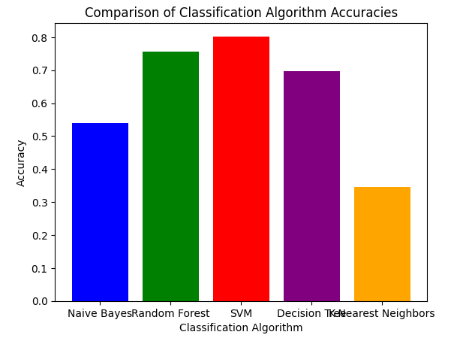 Comparison of Classification Algorithm Accuracies
0.8
0.7
0.6
0.5
0.4
0.3
0.2
0.1
0.0
Accuracy
Naive Bayes Random Forest SVM Decision Tree K-Nearest Neighbors
Classification Algorithm